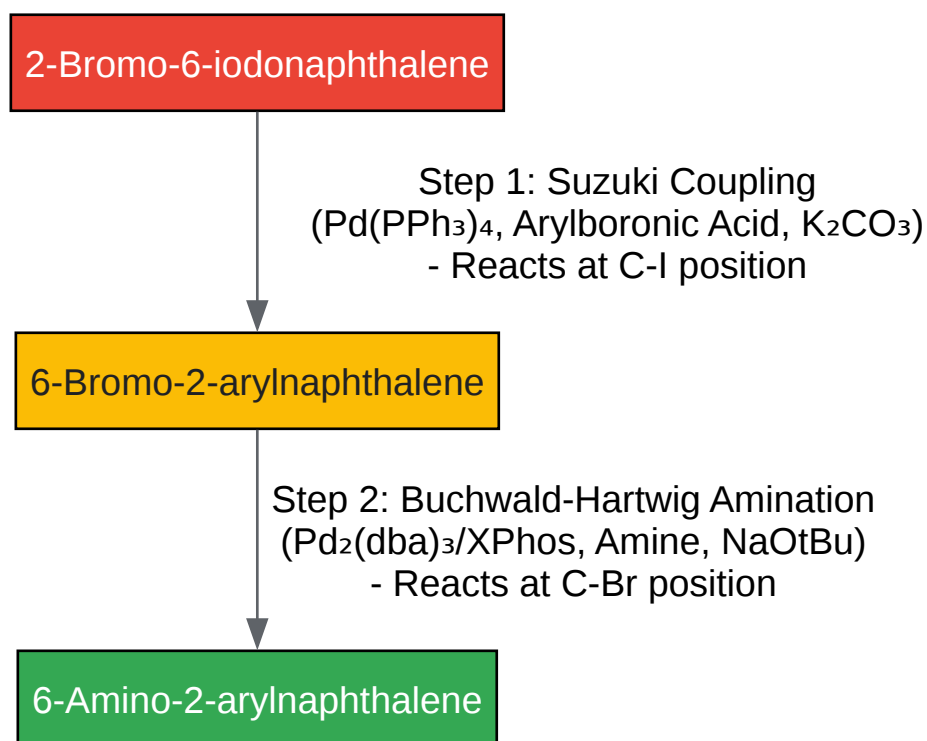 2-Bromo-6-iodonaphthalene
Step 1: Suzuki Coupling
(Pd(PPh₃)₄, Arylboronic Acid, K₂CO₃)
- Reacts at C-I position
6-Bromo-2-arylnaphthalene
Step 2: Buchwald-Hartwig Amination
(Pd₂(dba)₃/XPhos, Amine, NaOtBu)
- Reacts at C-Br position
6-Amino-2-arylnaphthalene